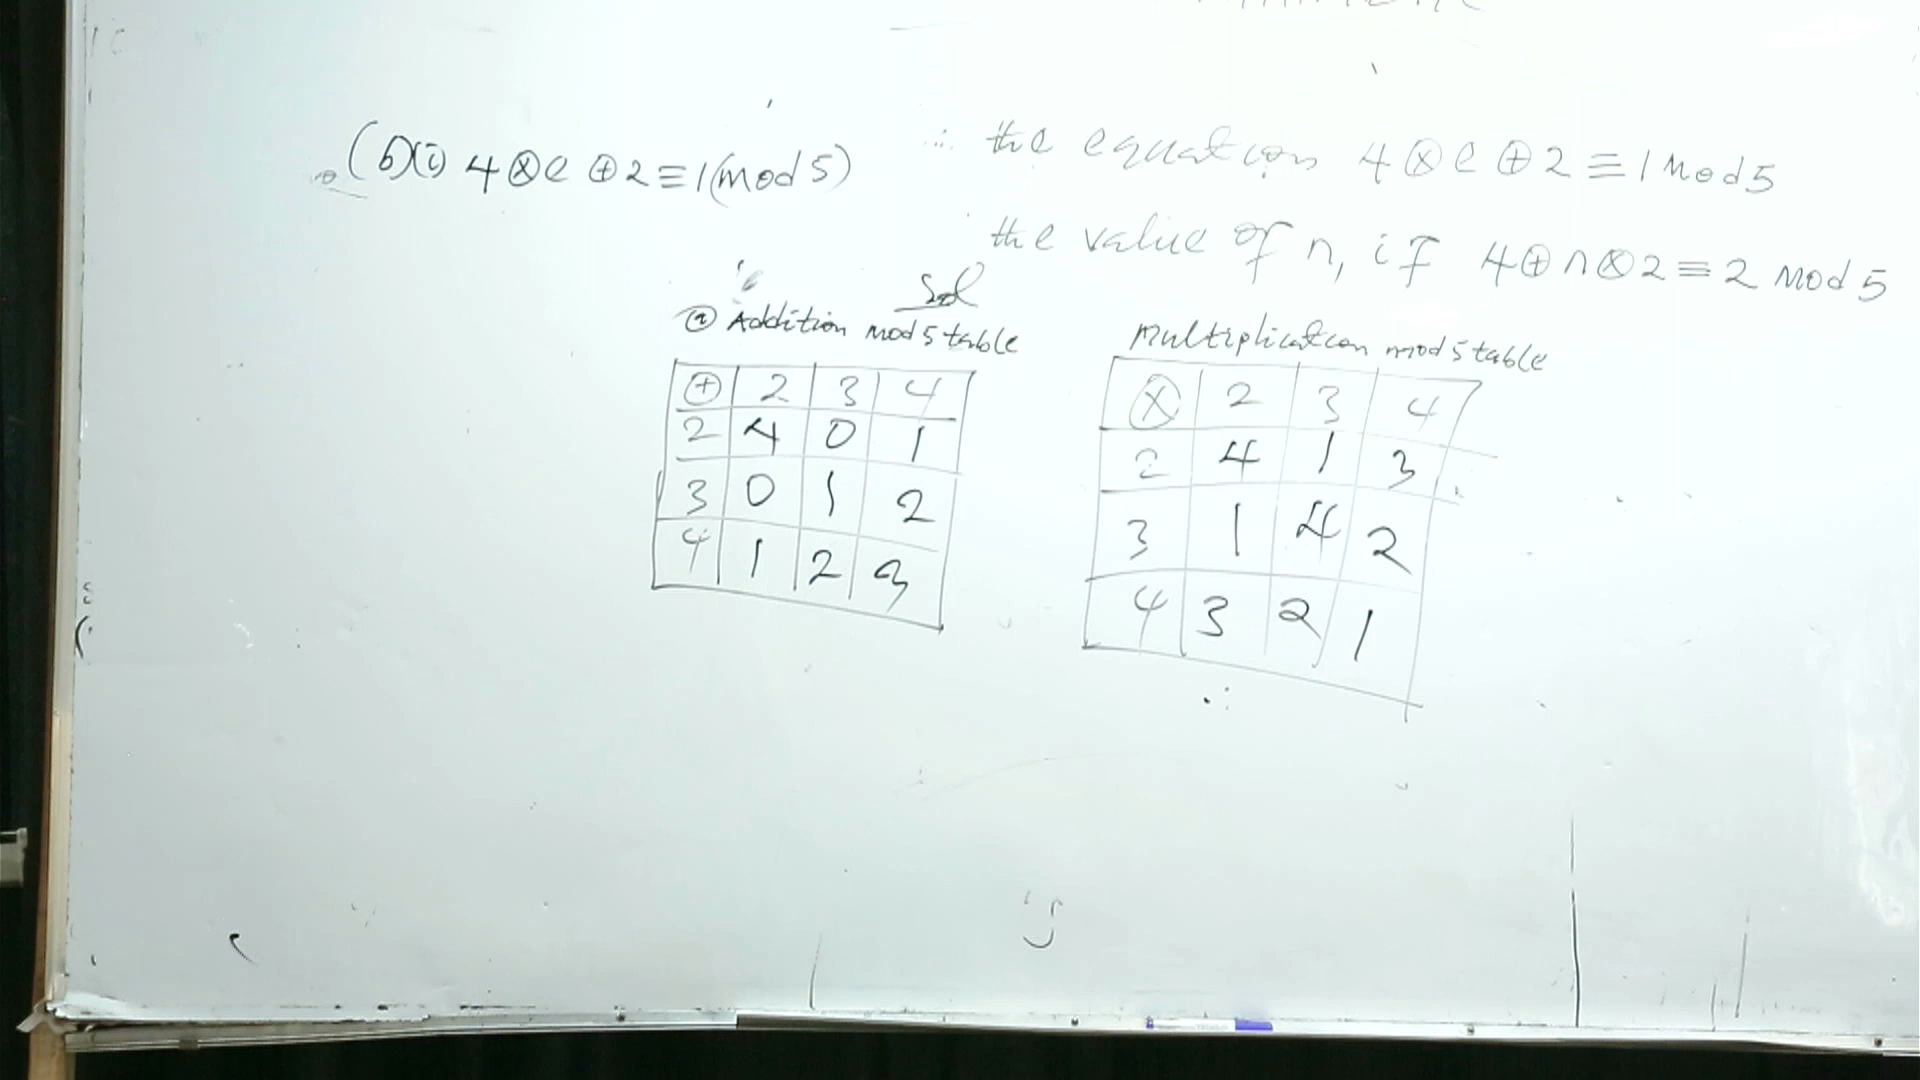 (b)(i) 4 ⊗ e ⊕ 2 ≡ 1(mod 5)
∴ the equation 4 ⊗ e ⊕ 2 ≡ 1 Mod 5
the value of n, if 4 ⊕ n ⊗ 2 ≡ 2 Mod 5
Sol
(a) Addition mod 5 table
⊕ 2 3 4
2 4 0 1
3 0 1 2
4 1 2 3
Multiplication mod 5 table
⊗ 2 3 4
2 4 1 3
3 1 4 2
4 3 2 1